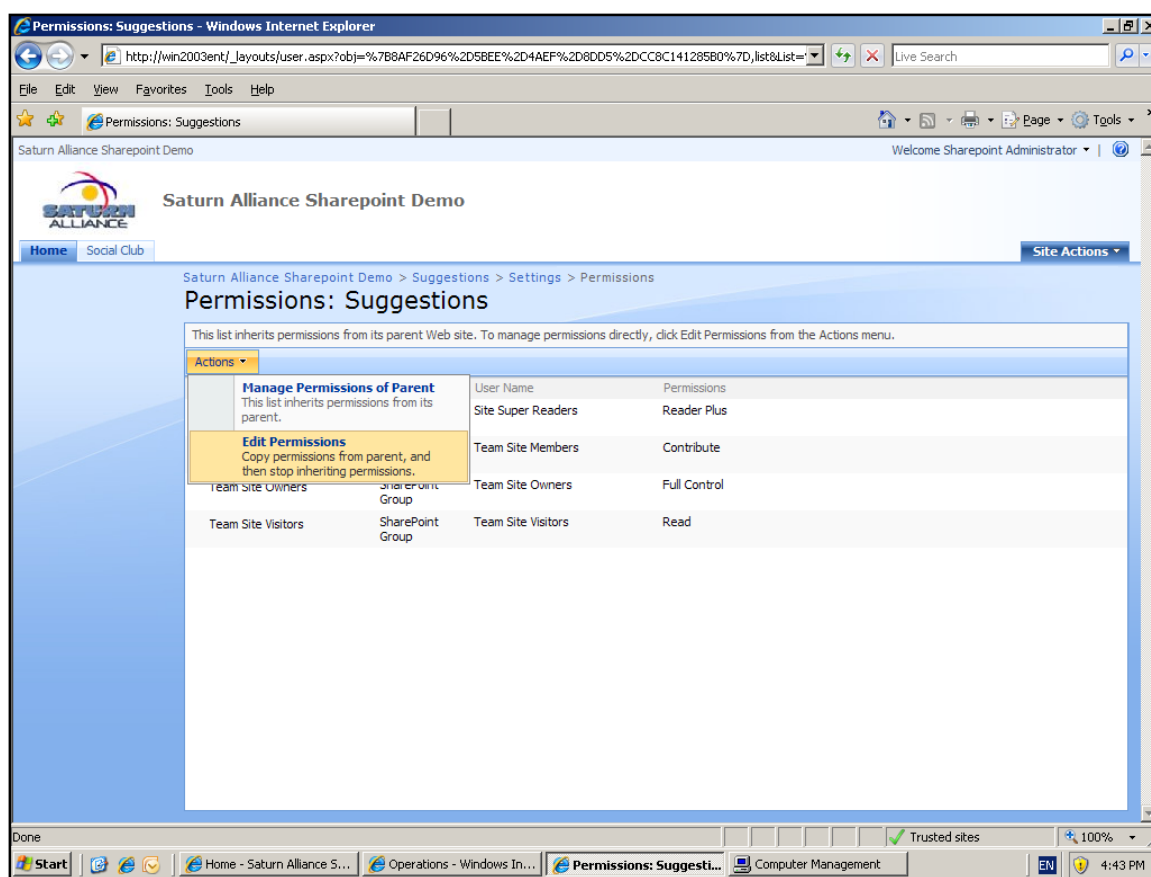 Permissions: Suggestions - Windows Internet Explorer
http://win2003ent/_layouts/user.aspx?obj=%7B8AF26D96%2D5BEE%2D4AEF%2D8DD5%2DCC8C141285B0%7D,list&List=
Live Search
File Edit View Favorites Tools Help
Permissions: Suggestions
Page Tools
Saturn Alliance Sharepoint Demo
Welcome Sharepoint Administrator
SATURN
ALLIANCE
Saturn Alliance Sharepoint Demo
Home Social Club
Site Actions
Saturn Alliance Sharepoint Demo > Suggestions > Settings > Permissions
Permissions: Suggestions
This list inherits permissions from its parent Web site. To manage permissions directly, click Edit Permissions from the Actions menu.
Actions
Manage Permissions of Parent
This list inherits permissions from its
parent.
Edit Permissions
Copy permissions from parent, and
then stop inheriting permissions.
User Name Permissions
Site Super Readers Reader Plus
Team Site Members Contribute
Team Site Owners SharePoint Team Site Owners Full Control
Group
Team Site Visitors SharePoint Team Site Visitors Read
Group
Done
Trusted sites
100%
Start
Home - Saturn Alliance S...
Operations - Windows In...
Permissions: Suggesti...
Computer Management
EN
4:43 PM